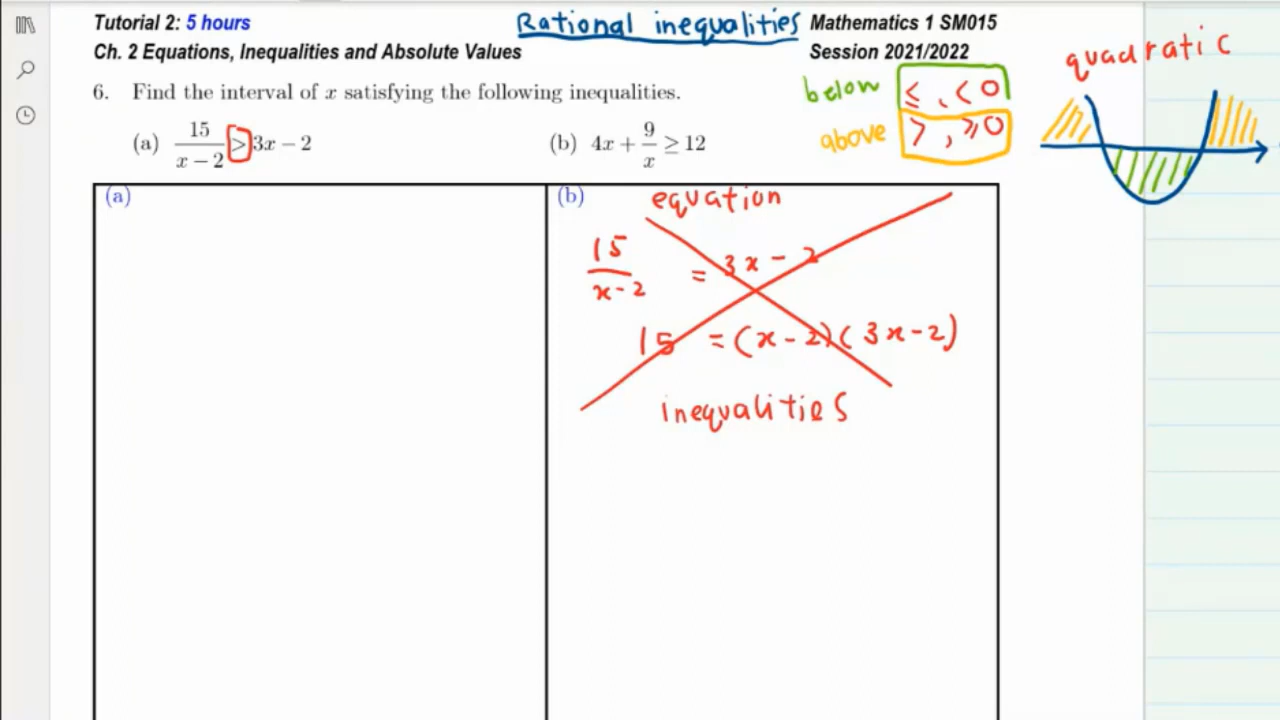 Tutorial 2: 5 hours
Rational inequalities
Mathematics 1 SM015
Ch. 2 Equations, Inequalities and Absolute Values
Session 2021/2022
quadratic
6. Find the interval of x satisfying the following inequalities.
below ≤ , < 0
above > , ≥ 0
(a) 15/(x − 2) > 3x − 2
(b) 4x + 9/x ≥ 12
(a)
(b)
equation
15/(x - 2) = 3x - 2
15 = (x - 2)(3x - 2)
inequalities